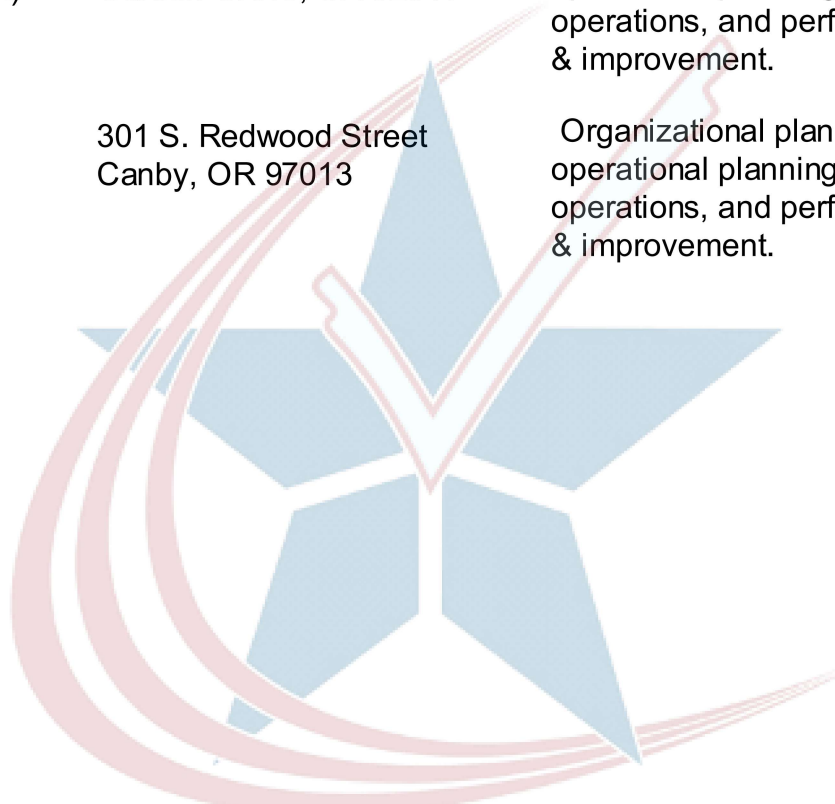 operations, and perf
& improvement.
301 S. Redwood Street
Canby, OR 97013
Organizational plan
operational planning
operations, and perf
& improvement.